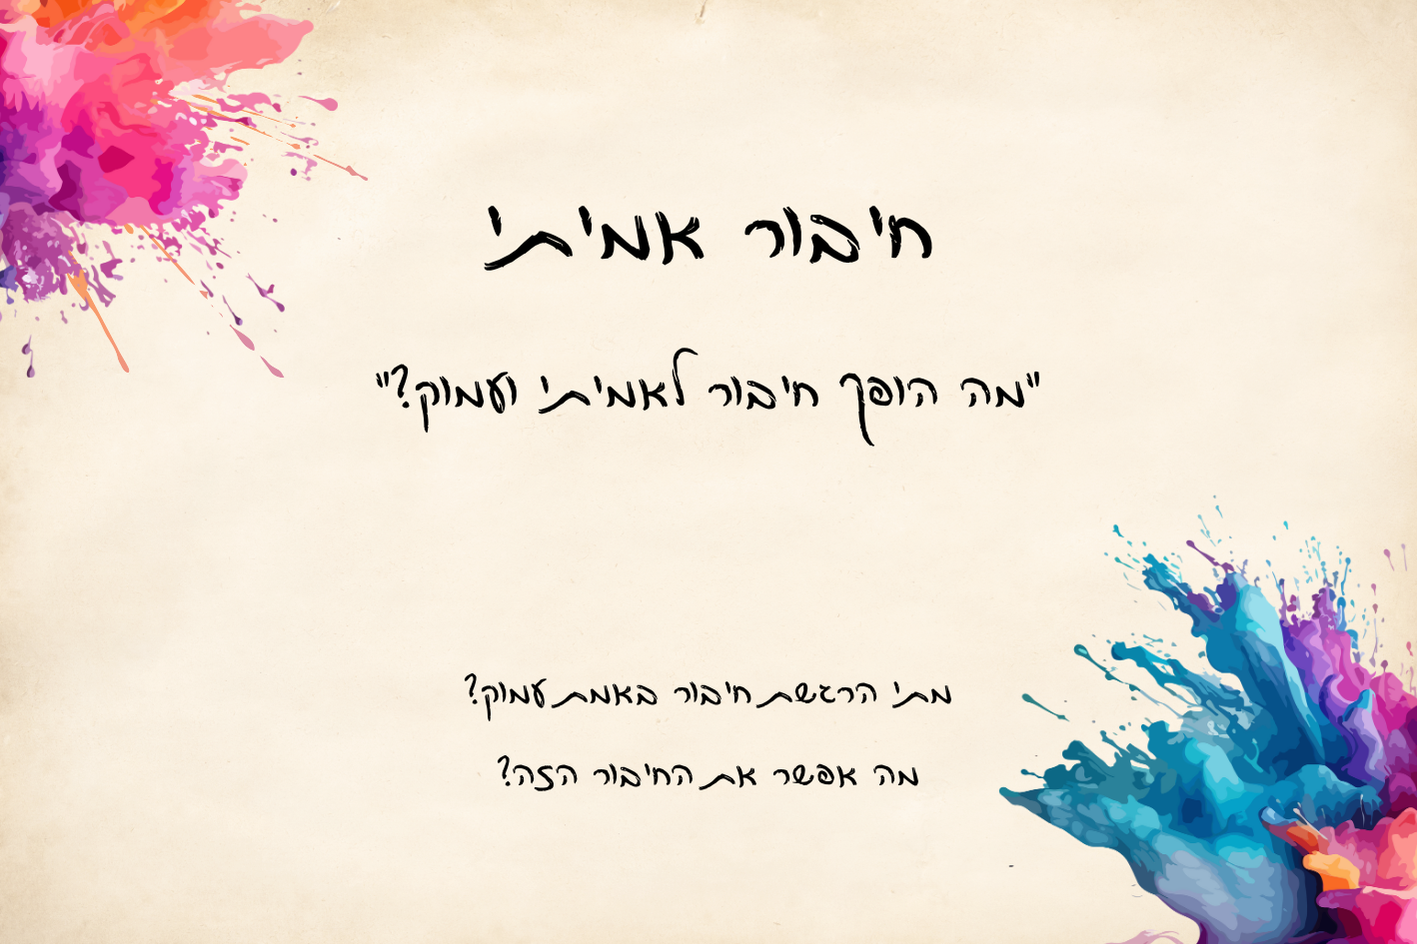 חיבור אמיתי
"מה הופך חיבור לאמיתי ועמוק?"
מתי הרגשת חיבור באמת עמוק?
מה אפשר את החיבור הזה?